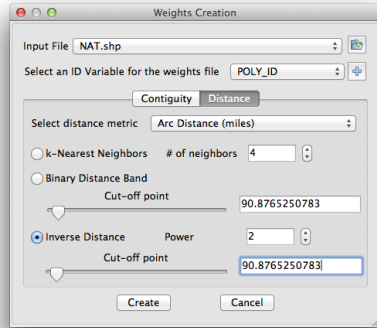 Weights Creation
Input File NAT.shp
Select an ID Variable for the weights file POLY_ID
Contiguity Distance
Select distance metric Arc Distance (miles)
k-Nearest Neighbors # of neighbors 4
Binary Distance Band
Cut-off point
90.8765250783
Inverse Distance Power 2
Cut-off point
90.8765250783
Create Cancel